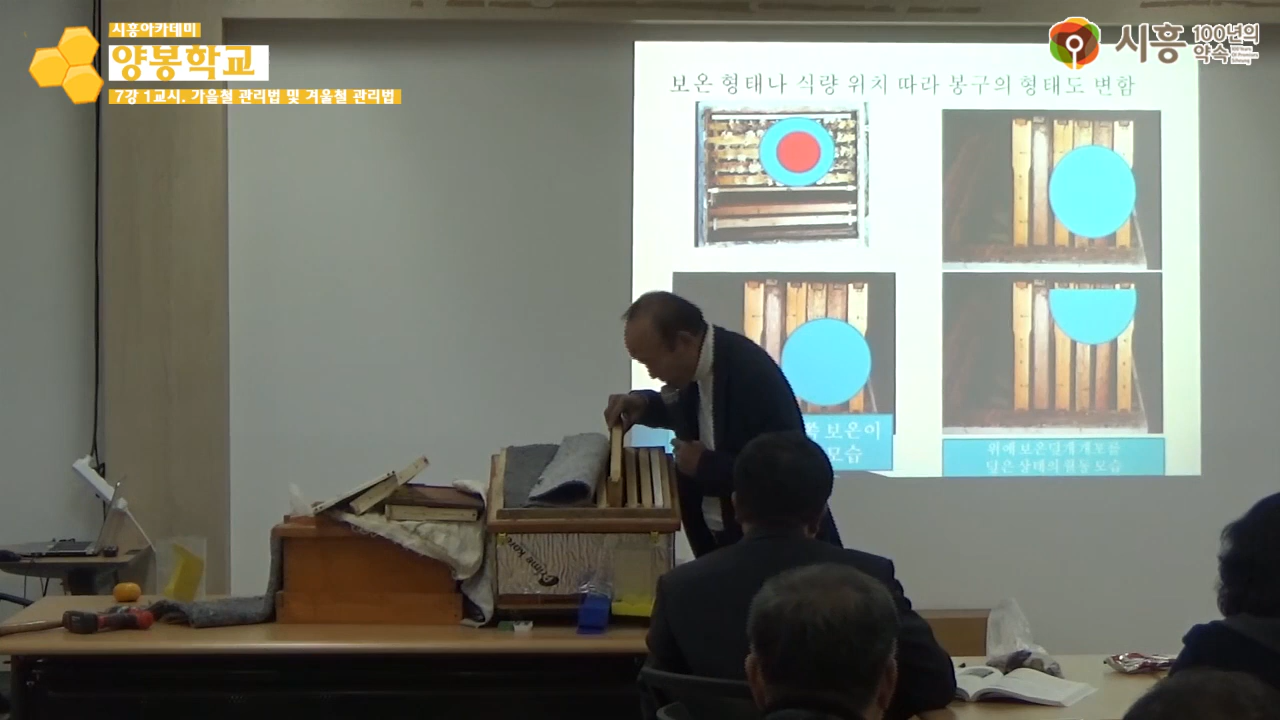 시흥아카데미
양봉학교
7강 1교시. 가을철 관리법 및 겨울철 관리법
시흥 100년의 약속
보온 형태나 식량 위치 따라 봉구의 형태도 변함
보온이
모습
위에 보온덮개 개포를
덮은 상태의 월동 모습
Prime